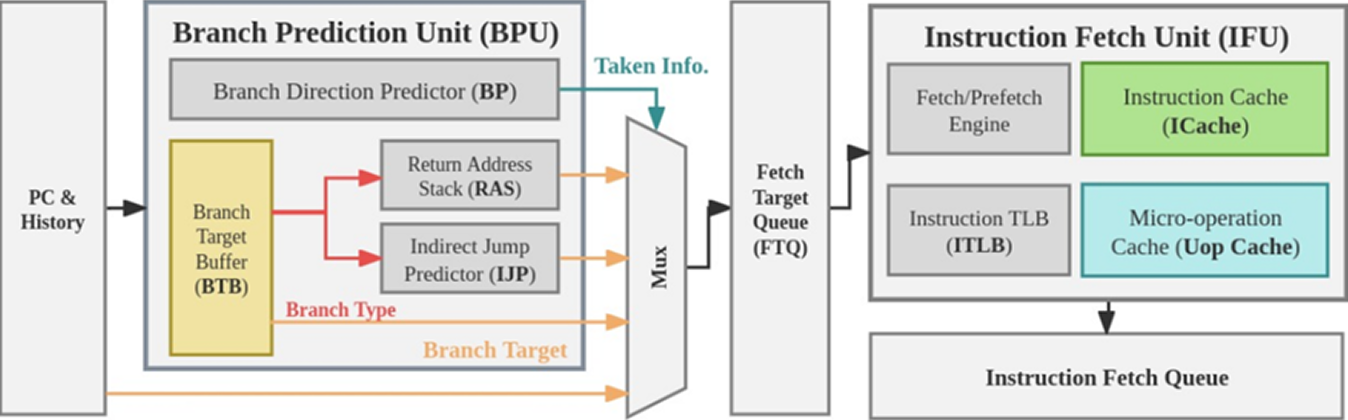 PC &
History
Branch Prediction Unit (BPU)
Branch Direction Predictor (BP)
Taken Info.
Branch
Target
Buffer
(BTB)
Return Address
Stack (RAS)
Indirect Jump
Predictor (IJP)
Branch Type
Branch Target
Mux
Fetch
Target
Queue
(FTQ)
Instruction Fetch Unit (IFU)
Fetch/Prefetch
Engine
Instruction Cache
(ICache)
Instruction TLB
(ITLB)
Micro-operation
Cache (Uop Cache)
Instruction Fetch Queue